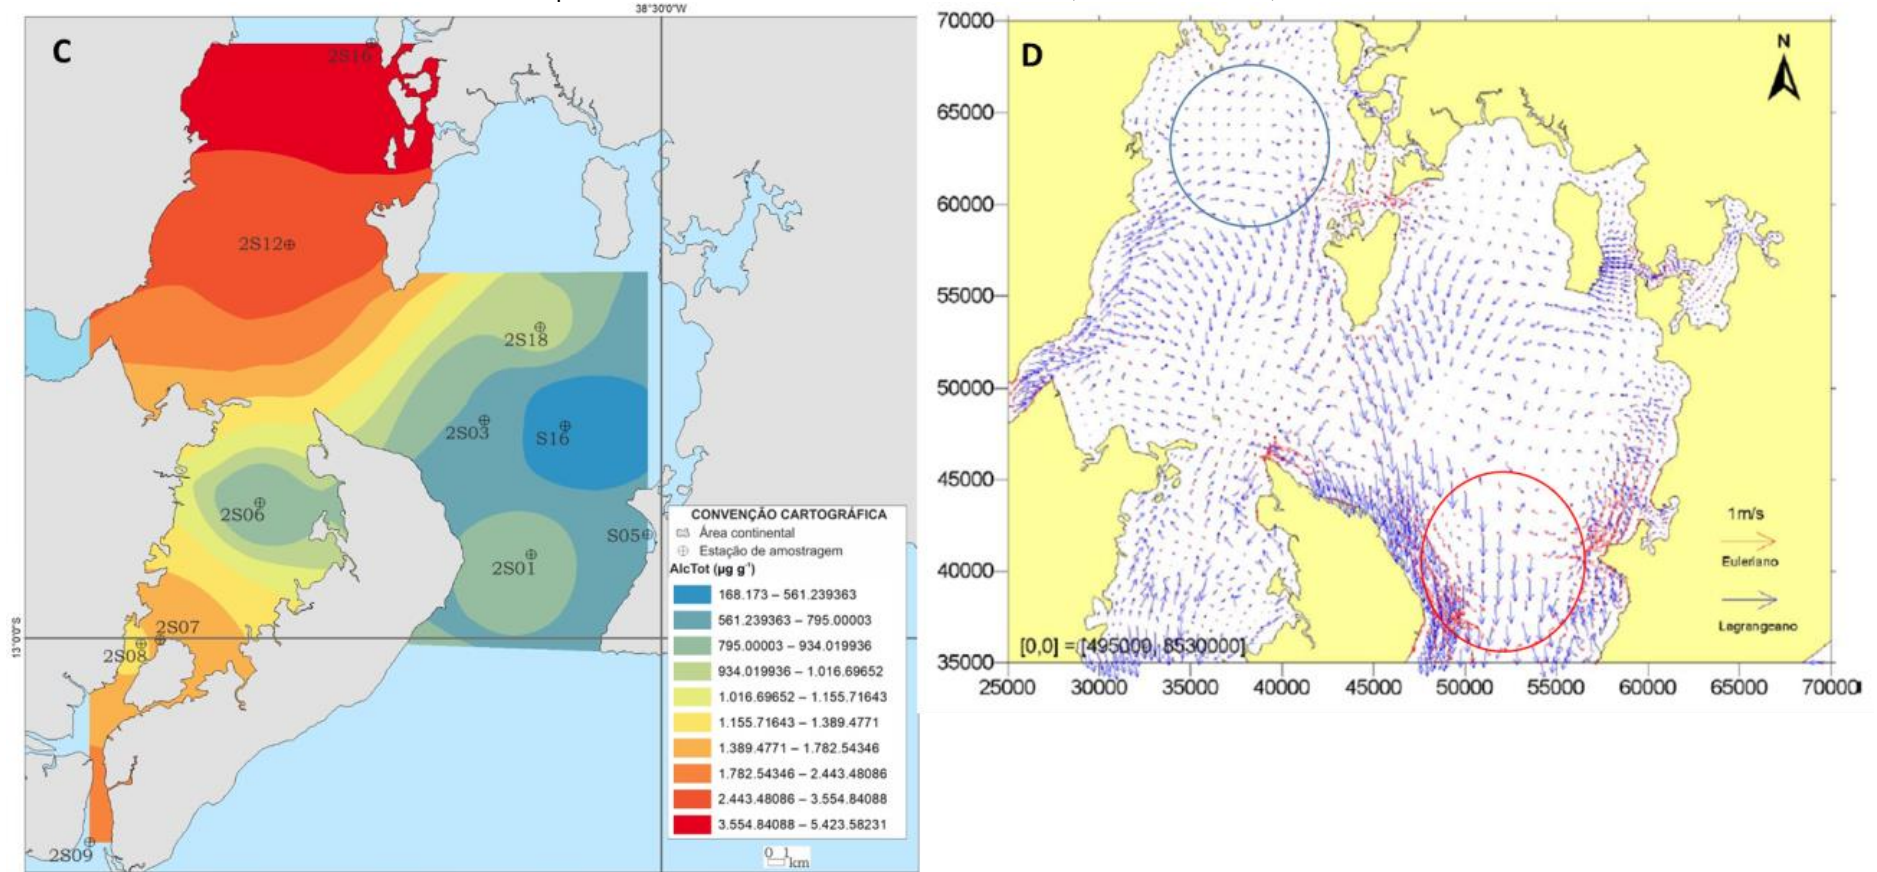 38°30'0"W
C
2S16
2S12
2S18
2S03
S16
2S06
S05
2S01
2S07
2S08
2S09
13°0'0"S
CONVENÇÃO CARTOGRÁFICA
Área continental
Estação de amostragem
AlcTot (µg g⁻¹)
168.173 – 561.239363
561.239363 – 795.00003
795.00003 – 934.019936
934.019936 – 1.016.69652
1.016.69652 – 1.155.71643
1.155.71643 – 1.389.4771
1.389.4771 – 1.782.54346
1.782.54346 – 2.443.48086
2.443.48086 – 3.554.84088
3.554.84088 – 5.423.58231
0 1 km
D
N
70000
65000
60000
55000
50000
45000
40000
35000
1m/s
Euleriano
Lagrangeano
[0,0] = [495000, 8530000]
25000 30000 35000 40000 45000 50000 55000 60000 65000 70000